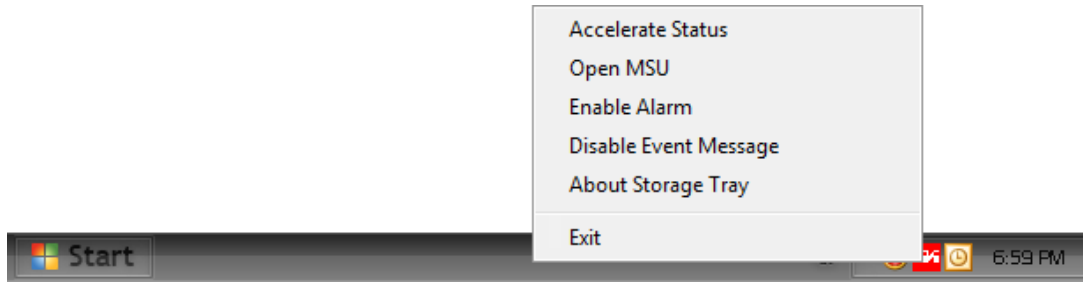 Accelerate Status
Open MSU
Enable Alarm
Disable Event Message
About Storage Tray
Exit
Start
6:59 PM